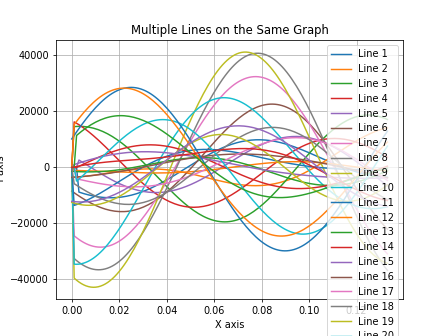 Multiple Lines on the Same Graph
40000
20000
0
−20000
−40000
0.00
0.02
0.04
0.06
0.08
0.10
X axis
Line 1
Line 2
Line 3
Line 4
Line 5
Line 6
Line 7
Line 8
Line 9
Line 10
Line 11
Line 12
Line 13
Line 14
Line 15
Line 16
Line 17
Line 18
Line 19
Line 20